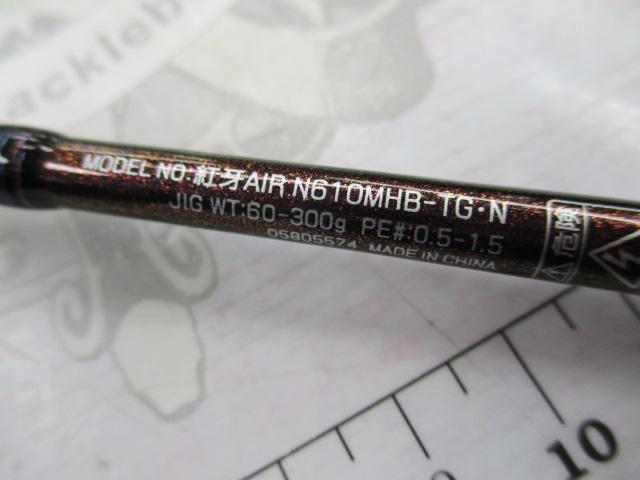 ackleb
MODEL NO.紅牙AIR N610MHB-TG・N
JIG WT:60-300g PE#:0.5-1.5
05805574 MADE IN CHINA
危険
10